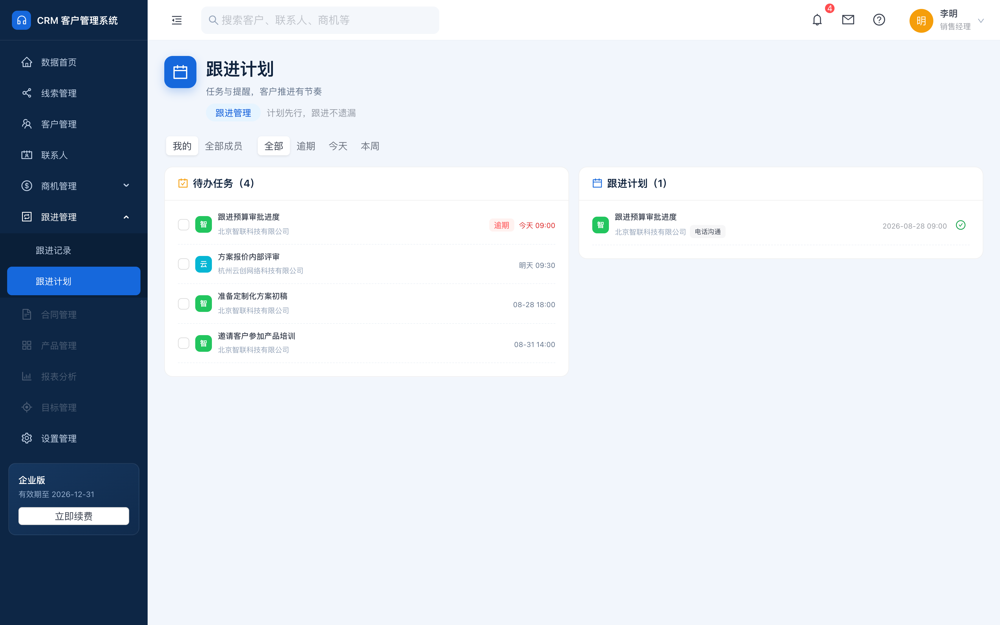 CRM 客户管理系统
数据首页
线索管理
客户管理
联系人
商机管理
跟进管理
跟进记录
跟进计划
合同管理
产品管理
报表分析
目标管理
设置管理
企业版
有效期至 2026-12-31
立即续费
搜索客户、联系人、商机等
4
明
李明
销售经理
跟进计划
任务与提醒，客户推进有节奏
跟进管理 计划先行，跟进不遗漏
我的 全部成员 全部 逾期 今天 本周
待办任务（4）
智 跟进预算审批进度
北京智联科技有限公司
逾期 今天 09:00
云 方案报价内部评审
杭州云创网络科技有限公司
明天 09:30
智 准备定制化方案初稿
北京智联科技有限公司
08-28 18:00
智 邀请客户参加产品培训
北京智联科技有限公司
08-31 14:00
跟进计划（1）
智 跟进预算审批进度
北京智联科技有限公司 电话沟通
2026-08-28 09:00